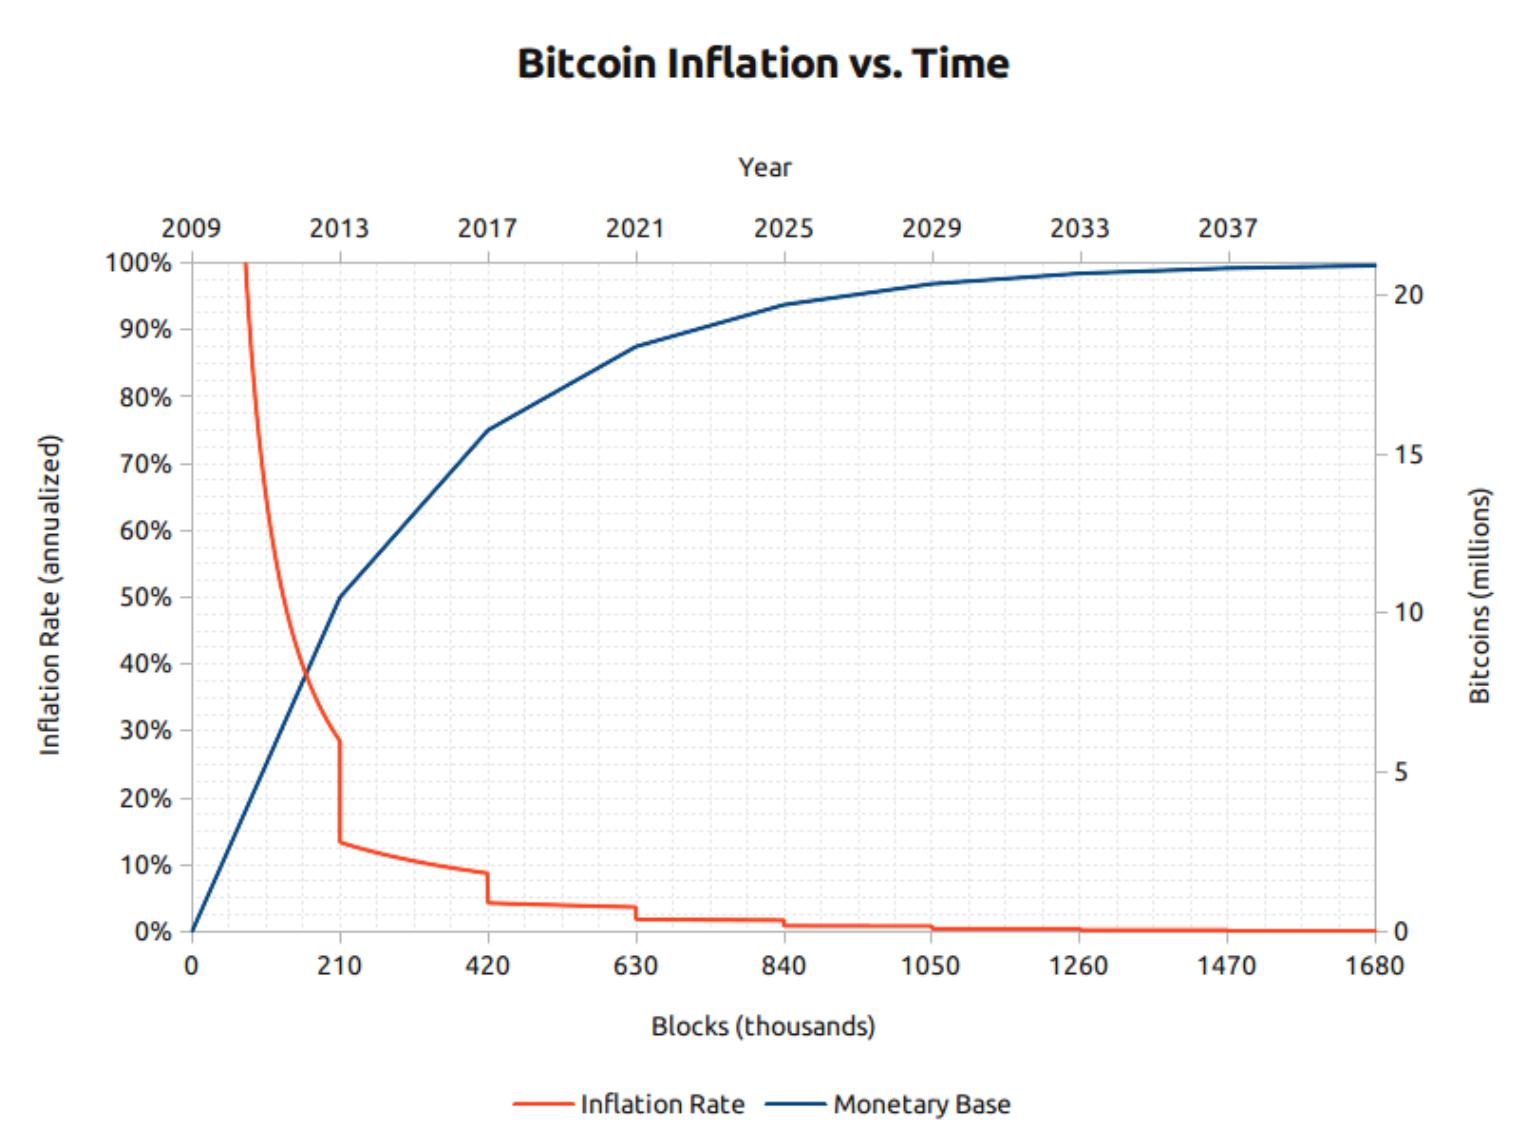 Bitcoin Inflation vs. Time
Year
2009 2013 2017 2021 2025 2029 2033 2037
100%
90%
80%
70%
60%
50%
40%
30%
20%
10%
0%
Inflation Rate (annualized)
20
15
10
5
0
Bitcoins (millions)
0 210 420 630 840 1050 1260 1470 1680
Blocks (thousands)
Inflation Rate Monetary Base